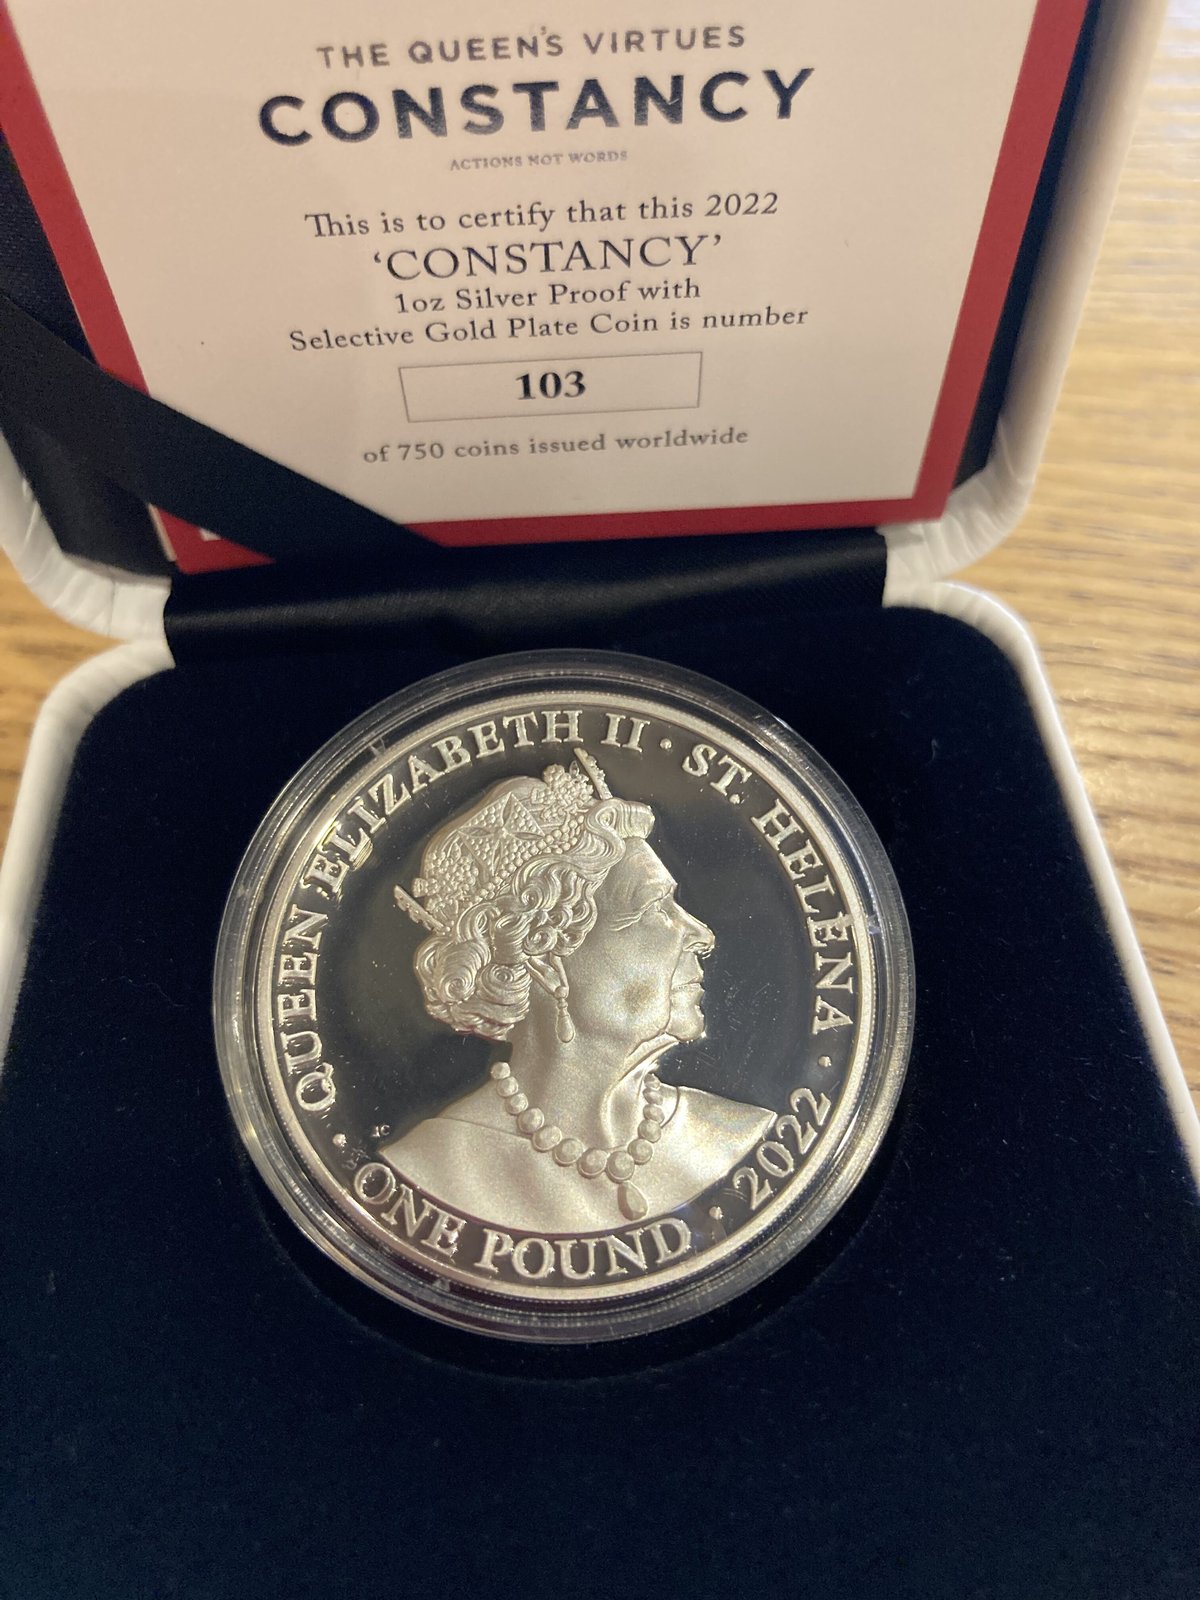 THE QUEEN'S VIRTUES
CONSTANCY
ACTIONS NOT WORDS
This is to certify that this 2022
‘CONSTANCY’
1oz Silver Proof with
Selective Gold Plate Coin is number
103
of 750 coins issued worldwide
QUEEN ELIZABETH II · ST. HELENA · 2022 · ONE POUND ·
JC